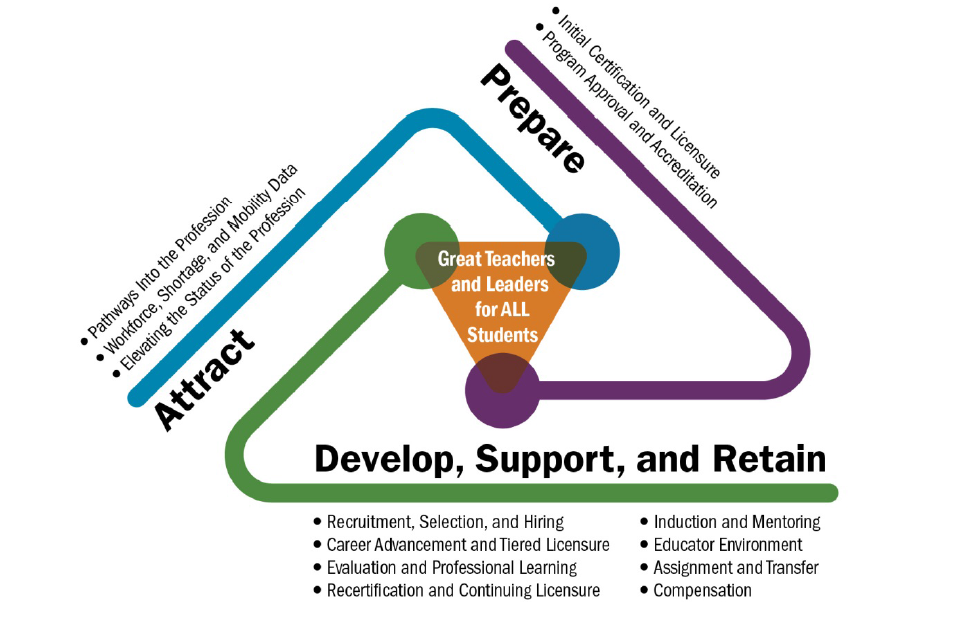 • Pathways Into the Profession
• Workforce, Shortage, and Mobility Data
• Elevating the Status of the Profession
Attract
• Initial Certification and Licensure
• Program Approval and Accreditation
Prepare
Great Teachers
and Leaders
for ALL
Students
Develop, Support, and Retain
• Recruitment, Selection, and Hiring
• Career Advancement and Tiered Licensure
• Evaluation and Professional Learning
• Recertification and Continuing Licensure
• Induction and Mentoring
• Educator Environment
• Assignment and Transfer
• Compensation